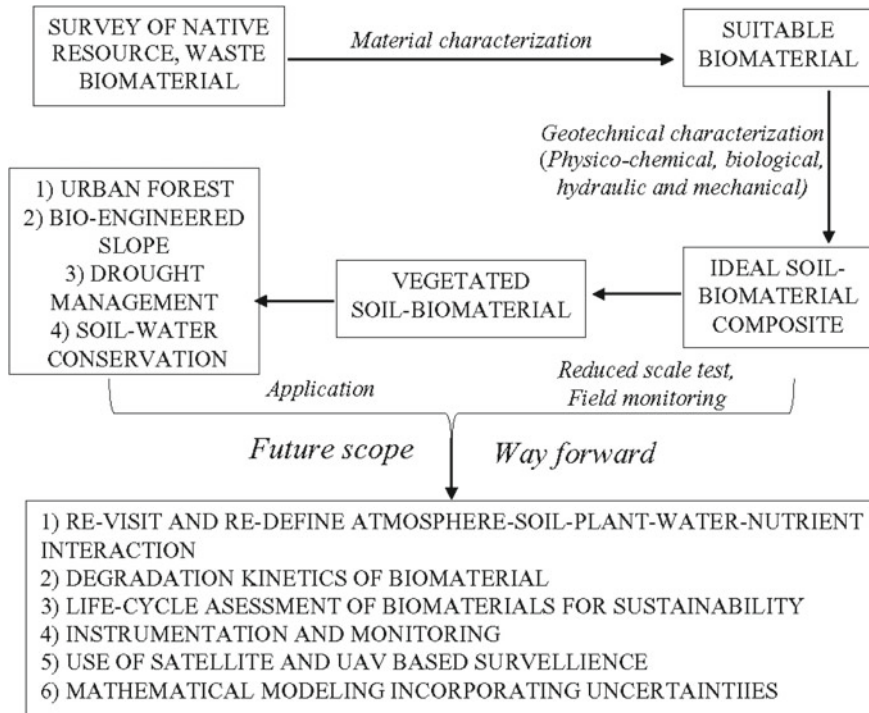 SURVEY OF NATIVE
RESOURCE, WASTE
BIOMATERIAL
Material characterization
SUITABLE
BIOMATERIAL
Geotechnical characterization
(Physico-chemical, biological,
hydraulic and mechanical)
1) URBAN FOREST
2) BIO-ENGINEERED
SLOPE
3) DROUGHT
MANAGEMENT
4) SOIL-WATER
CONSERVATION
VEGETATED
SOIL-BIOMATERIAL
IDEAL SOIL-
BIOMATERIAL
COMPOSITE
Application
Reduced scale test,
Field monitoring
Future scope
Way forward
1) RE-VISIT AND RE-DEFINE ATMOSPHERE-SOIL-PLANT-WATER-NUTRIENT
INTERACTION
2) DEGRADATION KINETICS OF BIOMATERIAL
3) LIFE-CYCLE ASESSMENT OF BIOMATERIALS FOR SUSTAINABILITY
4) INSTRUMENTATION AND MONITORING
5) USE OF SATELLITE AND UAV BASED SURVELLIENCE
6) MATHEMATICAL MODELING INCORPORATING UNCERTAINTIIES